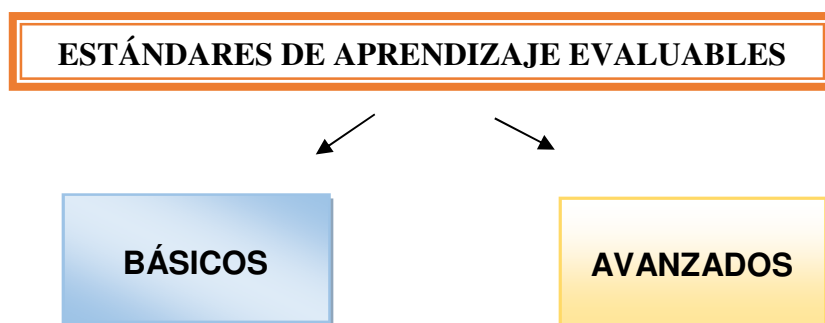 ESTÁNDARES DE APRENDIZAJE EVALUABLES
BÁSICOS
AVANZADOS